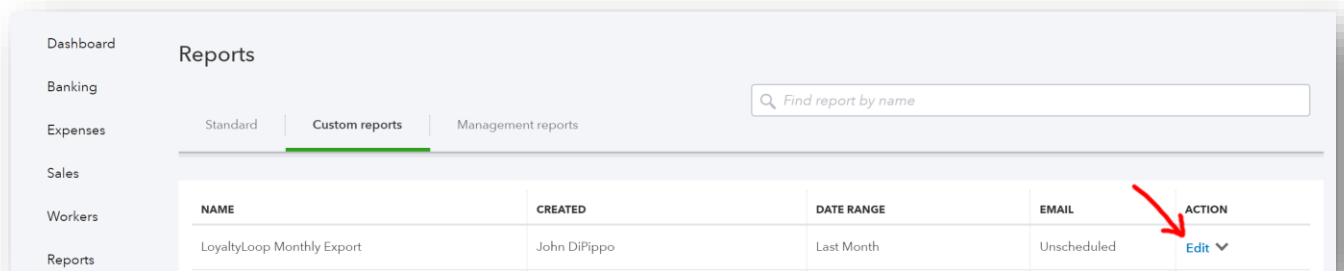 Dashboard
Banking
Expenses
Sales
Workers
Reports
Reports
Find report by name
Standard Custom reports Management reports
NAME CREATED DATE RANGE EMAIL ACTION
LoyaltyLoop Monthly Export John DiPippo Last Month Unscheduled Edit